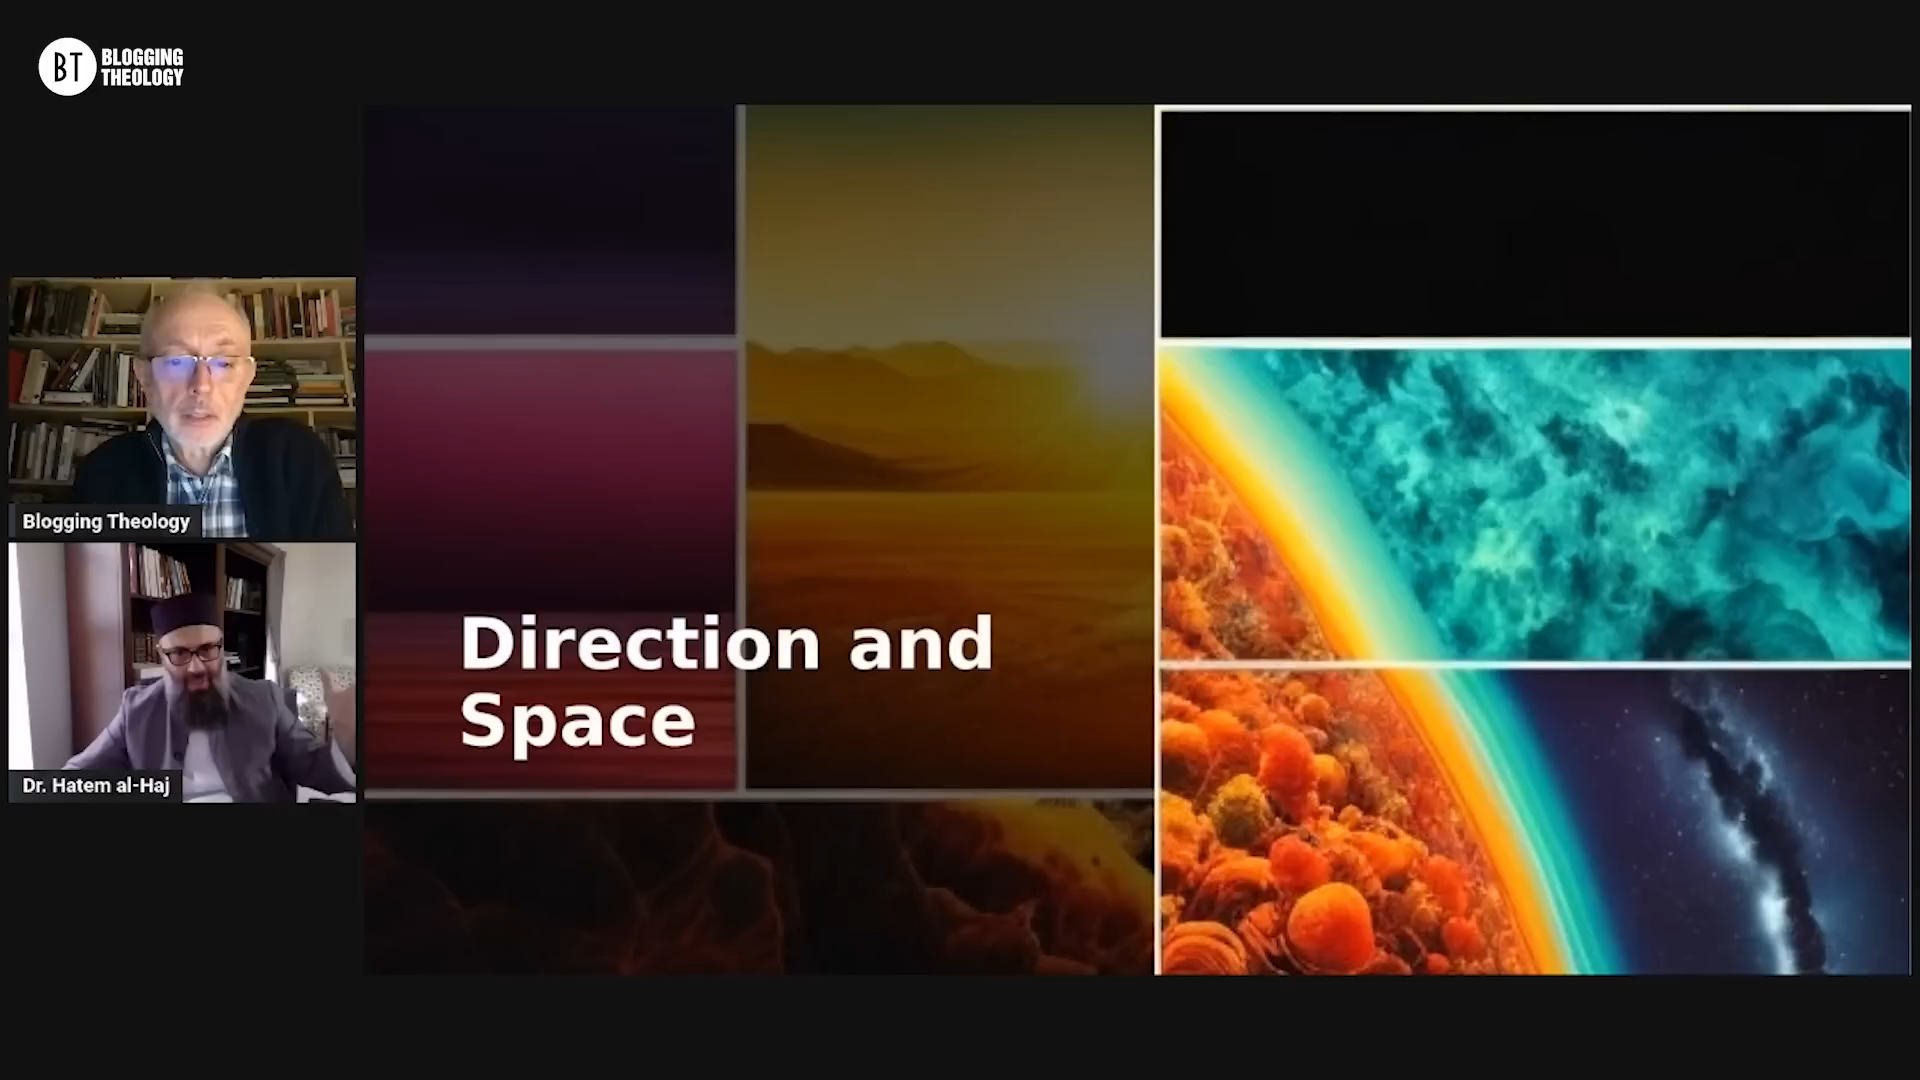 BT
BLOGGING
THEOLOGY
Blogging Theology
Dr. Hatem al-Haj
Direction and
Space